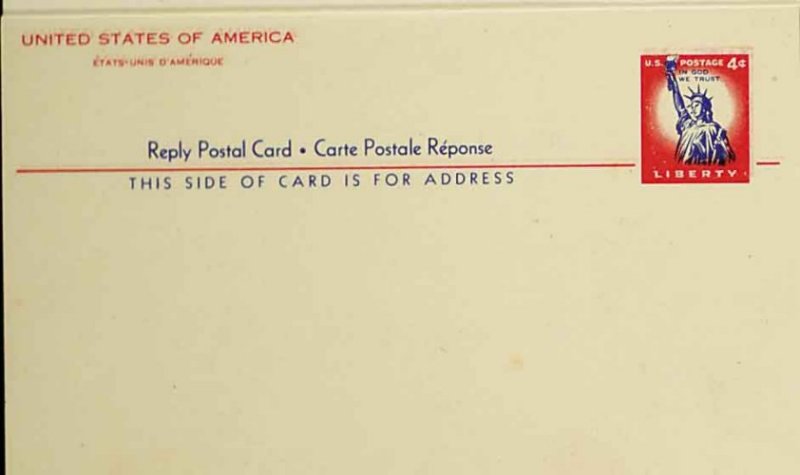 UNITED STATES OF AMERICA
ÉTATS-UNIS D'AMÉRIQUE
U.S. POSTAGE 4¢
IN GOD
WE TRUST
LIBERTY
Reply Postal Card • Carte Postale Réponse
THIS SIDE OF CARD IS FOR ADDRESS